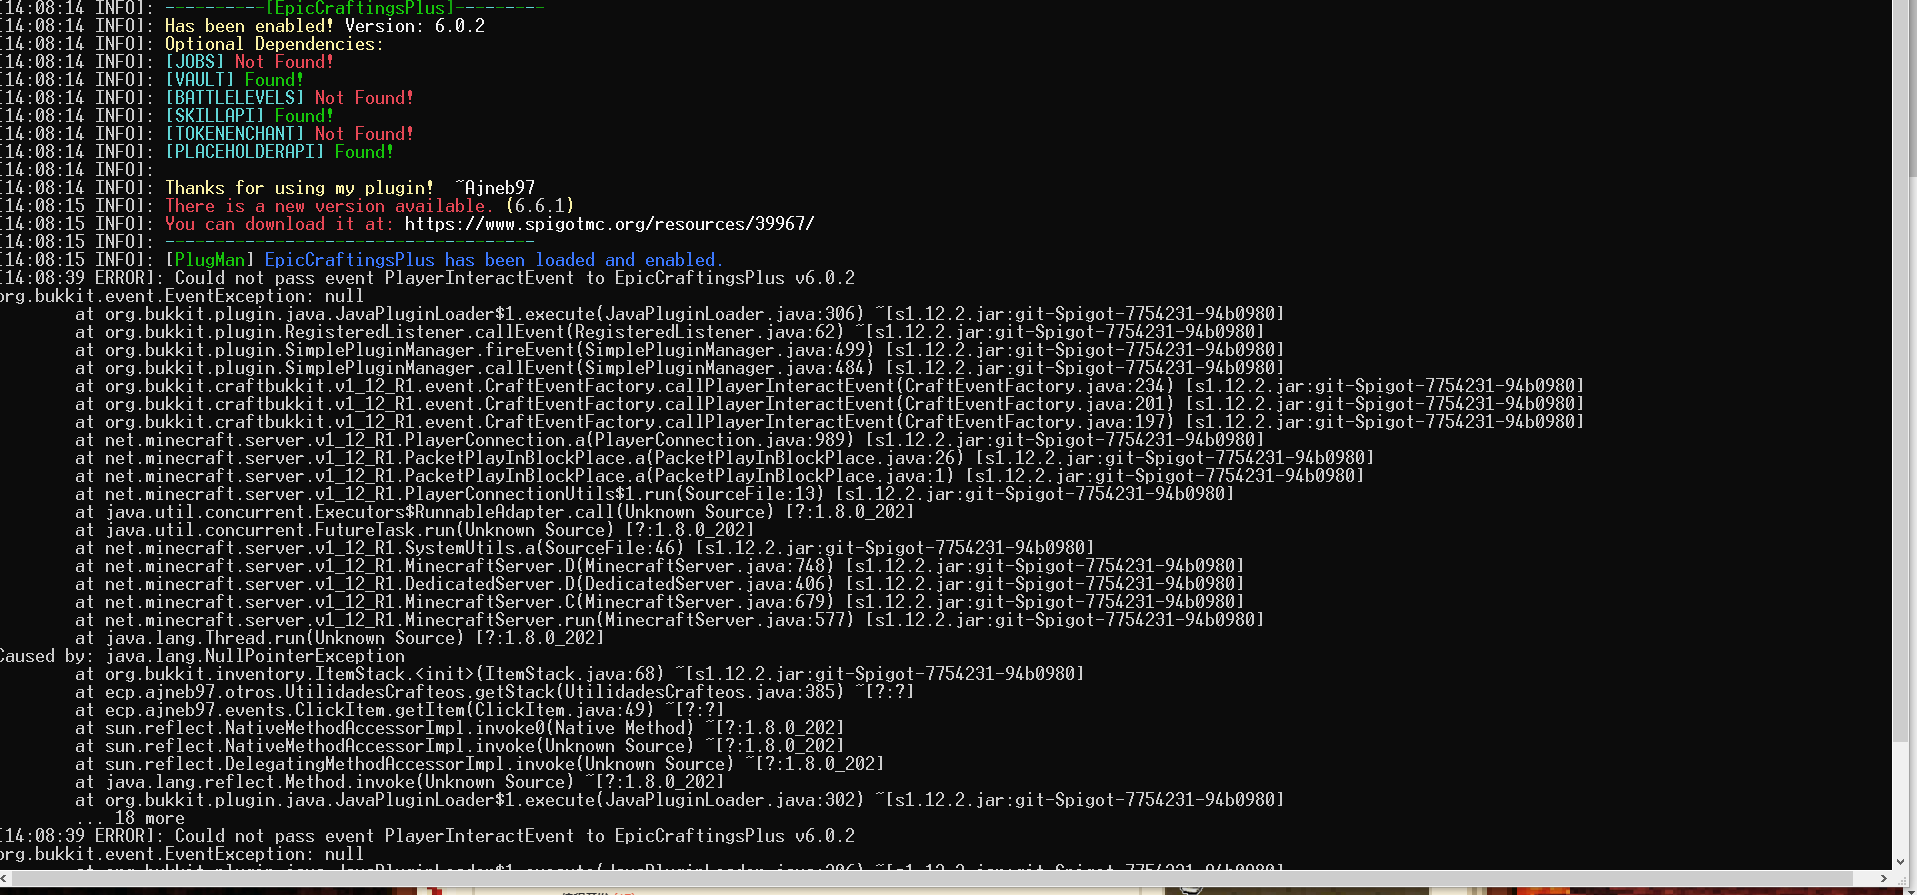 [14:08:14 INFO]: ----------[EpicCraftingsPlus]---------
[14:08:14 INFO]: Has been enabled! Version: 6.0.2
[14:08:14 INFO]: Optional Dependencies:
[14:08:14 INFO]: [JOBS] Not Found!
[14:08:14 INFO]: [VAULT] Found!
[14:08:14 INFO]: [BATTLELEVELS] Not Found!
[14:08:14 INFO]: [SKILLAPI] Found!
[14:08:14 INFO]: [TOKENENCHANT] Not Found!
[14:08:14 INFO]: [PLACEHOLDERAPI] Found!
[14:08:14 INFO]:
[14:08:14 INFO]: Thanks for using my plugin!  ~Ajneb97
[14:08:15 INFO]: There is a new version available. (6.6.1)
[14:08:15 INFO]: You can download it at: https://www.spigotmc.org/resources/39967/
[14:08:15 INFO]: -------------------------------------
[14:08:15 INFO]: [PlugMan] EpicCraftingsPlus has been loaded and enabled.
[14:08:39 ERROR]: Could not pass event PlayerInteractEvent to EpicCraftingsPlus v6.0.2
org.bukkit.event.EventException: null
at org.bukkit.plugin.java.JavaPluginLoader$1.execute(JavaPluginLoader.java:306) ~[s1.12.2.jar:git-Spigot-7754231-94b0980]
at org.bukkit.plugin.RegisteredListener.callEvent(RegisteredListener.java:62) ~[s1.12.2.jar:git-Spigot-7754231-94b0980]
at org.bukkit.plugin.SimplePluginManager.fireEvent(SimplePluginManager.java:499) [s1.12.2.jar:git-Spigot-7754231-94b0980]
at org.bukkit.plugin.SimplePluginManager.callEvent(SimplePluginManager.java:484) [s1.12.2.jar:git-Spigot-7754231-94b0980]
at org.bukkit.craftbukkit.v1_12_R1.event.CraftEventFactory.callPlayerInteractEvent(CraftEventFactory.java:234) [s1.12.2.jar:git-Spigot-7754231-94b0980]
at org.bukkit.craftbukkit.v1_12_R1.event.CraftEventFactory.callPlayerInteractEvent(CraftEventFactory.java:201) [s1.12.2.jar:git-Spigot-7754231-94b0980]
at org.bukkit.craftbukkit.v1_12_R1.event.CraftEventFactory.callPlayerInteractEvent(CraftEventFactory.java:197) [s1.12.2.jar:git-Spigot-7754231-94b0980]
at net.minecraft.server.v1_12_R1.PlayerConnection.a(PlayerConnection.java:989) [s1.12.2.jar:git-Spigot-7754231-94b0980]
at net.minecraft.server.v1_12_R1.PacketPlayInBlockPlace.a(PacketPlayInBlockPlace.java:26) [s1.12.2.jar:git-Spigot-7754231-94b0980]
at net.minecraft.server.v1_12_R1.PacketPlayInBlockPlace.a(PacketPlayInBlockPlace.java:1) [s1.12.2.jar:git-Spigot-7754231-94b0980]
at net.minecraft.server.v1_12_R1.PlayerConnectionUtils$1.run(SourceFile:13) [s1.12.2.jar:git-Spigot-7754231-94b0980]
at java.util.concurrent.Executors$RunnableAdapter.call(Unknown Source) [?:1.8.0_202]
at java.util.concurrent.FutureTask.run(Unknown Source) [?:1.8.0_202]
at net.minecraft.server.v1_12_R1.SystemUtils.a(SourceFile:46) [s1.12.2.jar:git-Spigot-7754231-94b0980]
at net.minecraft.server.v1_12_R1.MinecraftServer.D(MinecraftServer.java:748) [s1.12.2.jar:git-Spigot-7754231-94b0980]
at net.minecraft.server.v1_12_R1.DedicatedServer.D(DedicatedServer.java:406) [s1.12.2.jar:git-Spigot-7754231-94b0980]
at net.minecraft.server.v1_12_R1.MinecraftServer.C(MinecraftServer.java:679) [s1.12.2.jar:git-Spigot-7754231-94b0980]
at net.minecraft.server.v1_12_R1.MinecraftServer.run(MinecraftServer.java:577) [s1.12.2.jar:git-Spigot-7754231-94b0980]
at java.lang.Thread.run(Unknown Source) [?:1.8.0_202]
Caused by: java.lang.NullPointerException
at org.bukkit.inventory.ItemStack.<init>(ItemStack.java:68) ~[s1.12.2.jar:git-Spigot-7754231-94b0980]
at ecp.ajneb97.otros.UtilidadesCrafteos.getStack(UtilidadesCrafteos.java:385) ~[?:?]
at ecp.ajneb97.events.ClickItem.getItem(ClickItem.java:49) ~[?:?]
at sun.reflect.NativeMethodAccessorImpl.invoke0(Native Method) ~[?:1.8.0_202]
at sun.reflect.NativeMethodAccessorImpl.invoke(Unknown Source) ~[?:1.8.0_202]
at sun.reflect.DelegatingMethodAccessorImpl.invoke(Unknown Source) ~[?:1.8.0_202]
at java.lang.reflect.Method.invoke(Unknown Source) ~[?:1.8.0_202]
at org.bukkit.plugin.java.JavaPluginLoader$1.execute(JavaPluginLoader.java:302) ~[s1.12.2.jar:git-Spigot-7754231-94b0980]
... 18 more
[14:08:39 ERROR]: Could not pass event PlayerInteractEvent to EpicCraftingsPlus v6.0.2
org.bukkit.event.EventException: null